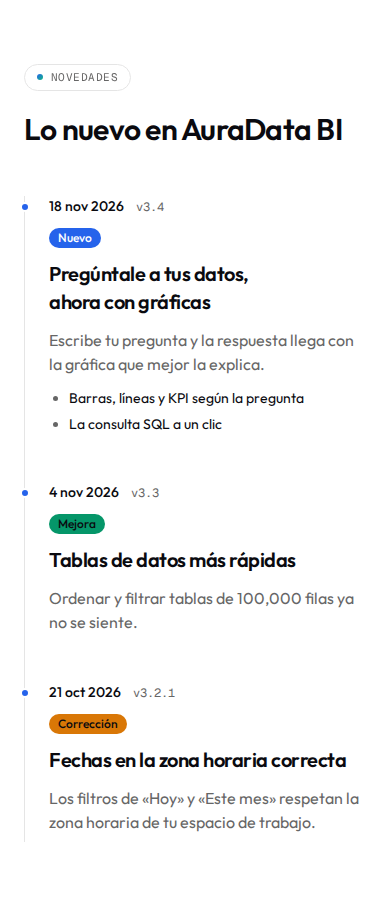 NOVEDADES
Lo nuevo en AuraData BI
18 nov 2026 v3.4
Nuevo
Pregúntale a tus datos,
ahora con gráficas
Escribe tu pregunta y la respuesta llega con
la gráfica que mejor la explica.
Barras, líneas y KPI según la pregunta
La consulta SQL a un clic
4 nov 2026 v3.3
Mejora
Tablas de datos más rápidas
Ordenar y filtrar tablas de 100,000 filas ya
no se siente.
21 oct 2026 v3.2.1
Corrección
Fechas en la zona horaria correcta
Los filtros de «Hoy» y «Este mes» respetan la
zona horaria de tu espacio de trabajo.